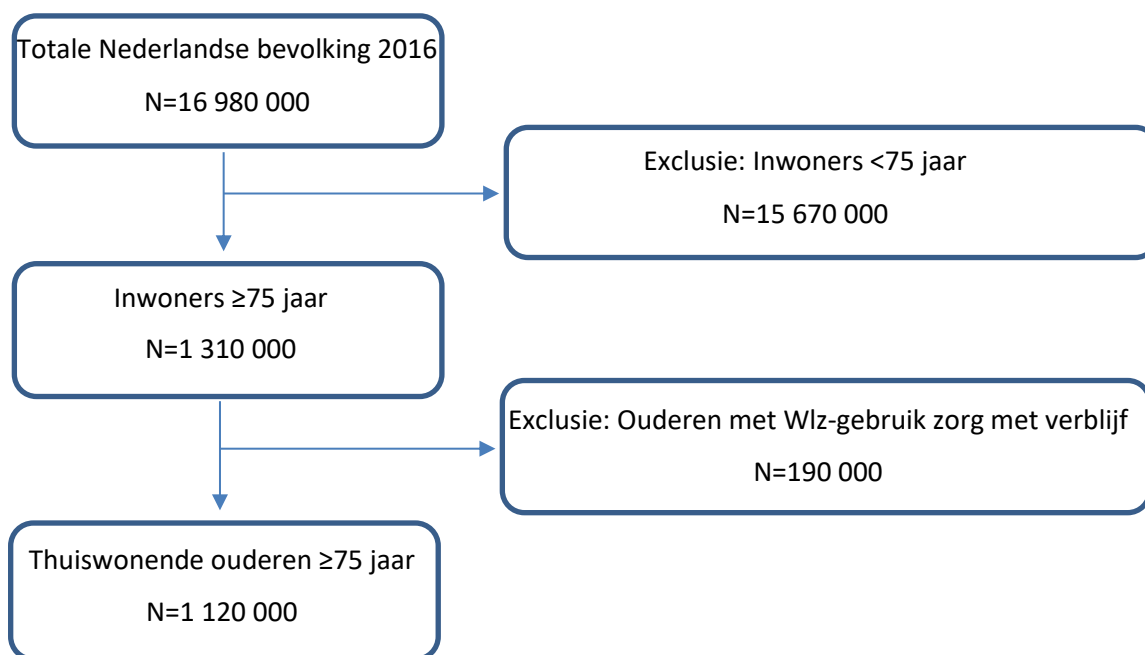 Totale Nederlandse bevolking 2016
N=16 980 000
Exclusie: Inwoners <75 jaar
N=15 670 000
Inwoners ≥75 jaar
N=1 310 000
Exclusie: Ouderen met Wlz-gebruik zorg met verblijf
N=190 000
Thuiswonende ouderen ≥75 jaar
N=1 120 000